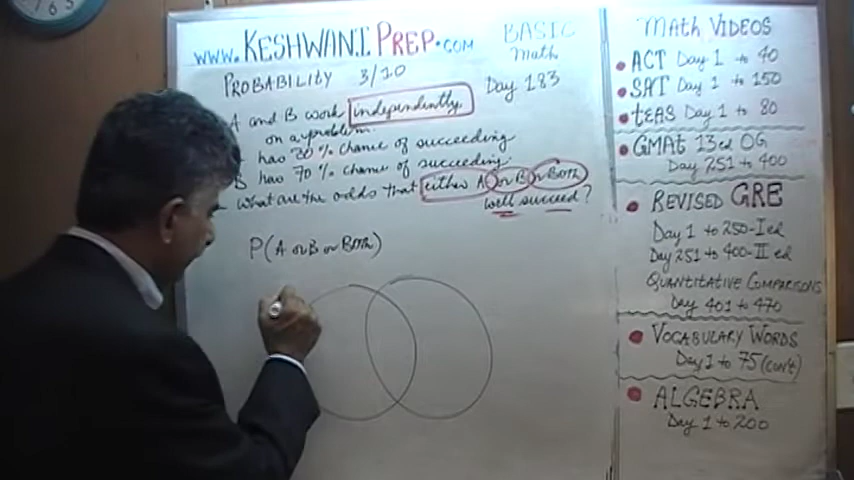 www.KESHWANIPREP.COM
BASIC
Math
PROBABILITY 3/10
Day 183
A and B work independently
on a problem.
has 30% chance of succeeding
B has 70% chance of succeeding.
What are the odds that either A or B or Both
will succeed?
P(A or B or Both)
MATH VIDEOS
ACT Day 1 to 40
SAT Day 1 to 150
TEAS Day 1 to 80
GMAT 13ed OG
Day 251 to 400
REVISED GRE
Day 1 to 250-I ed
Day 251 to 400-II ed
QUANTITATIVE COMPARISONS
Day 401 to 470
VOCABULARY WORDS
Day 1 to 75 (con't)
ALGEBRA
Day 1 to 200